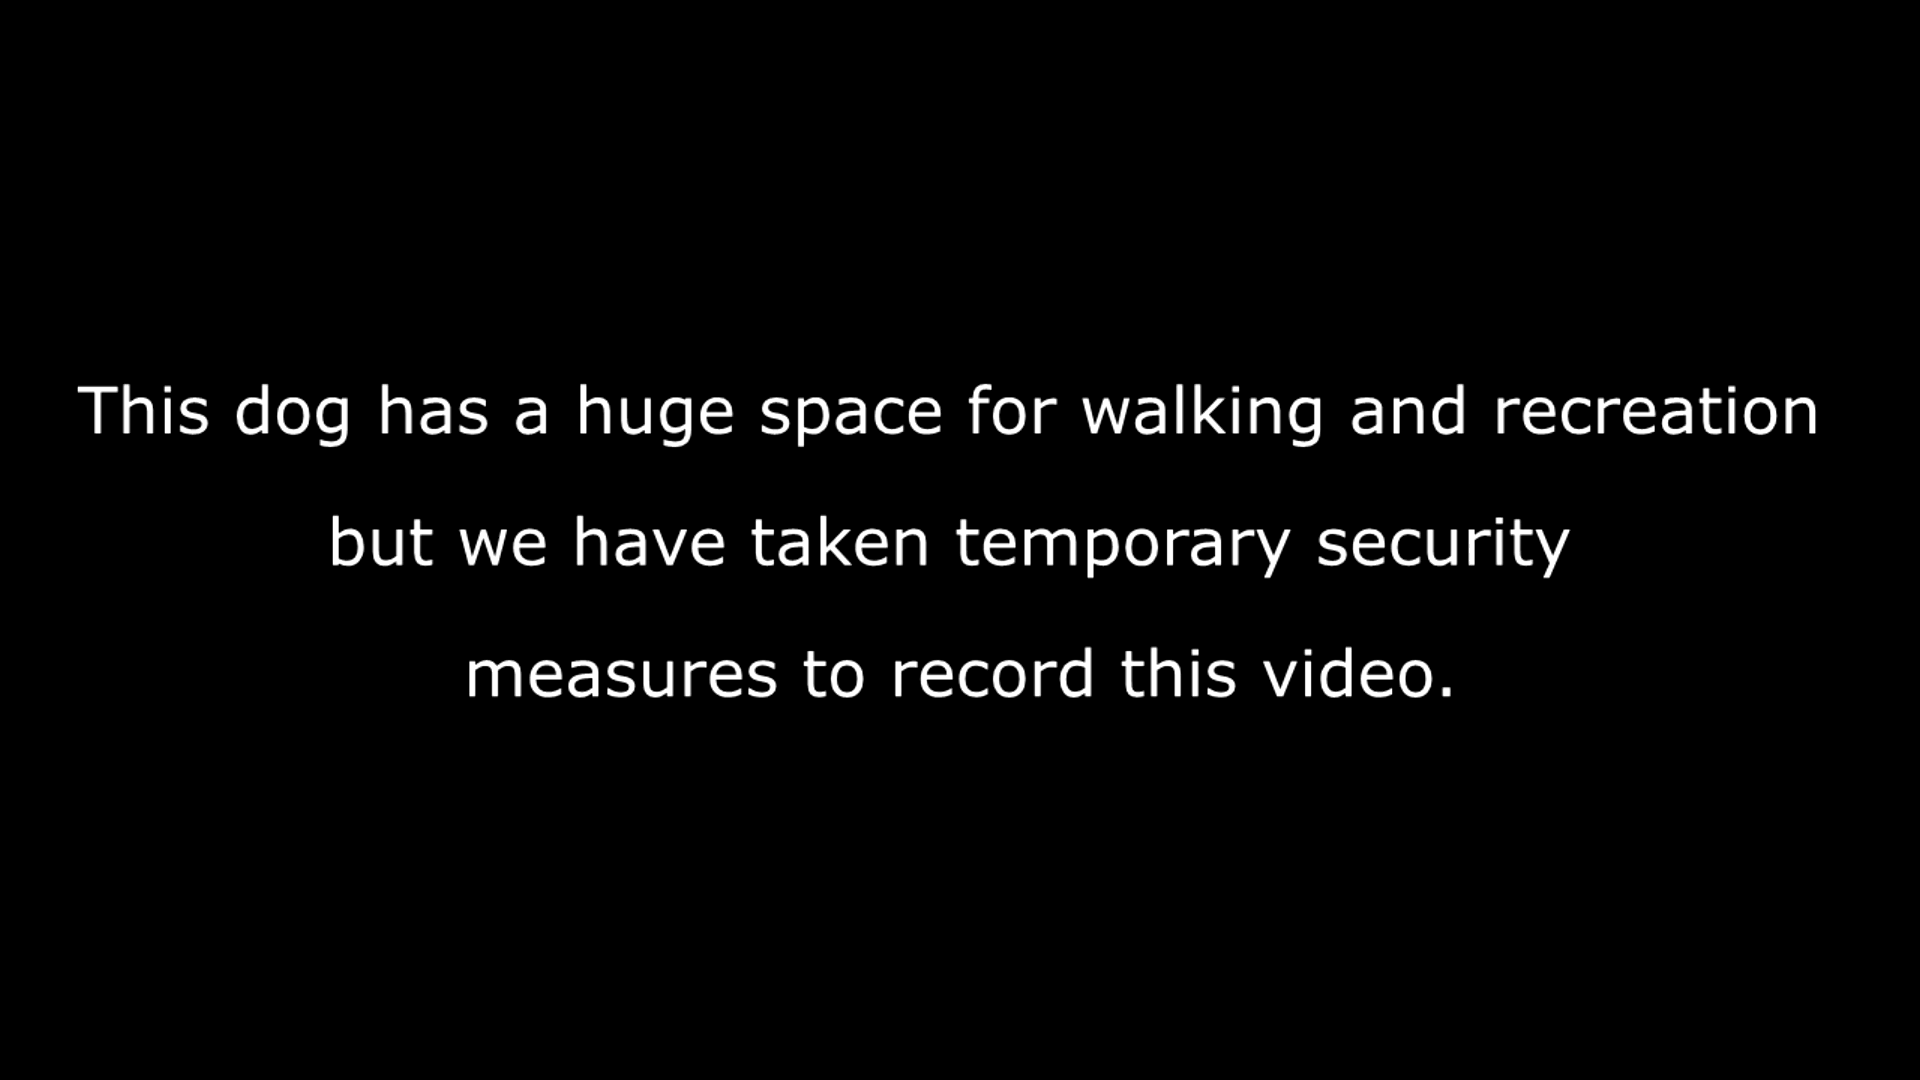 This dog has a huge space for walking and recreation
but we have taken temporary security
measures to record this video.